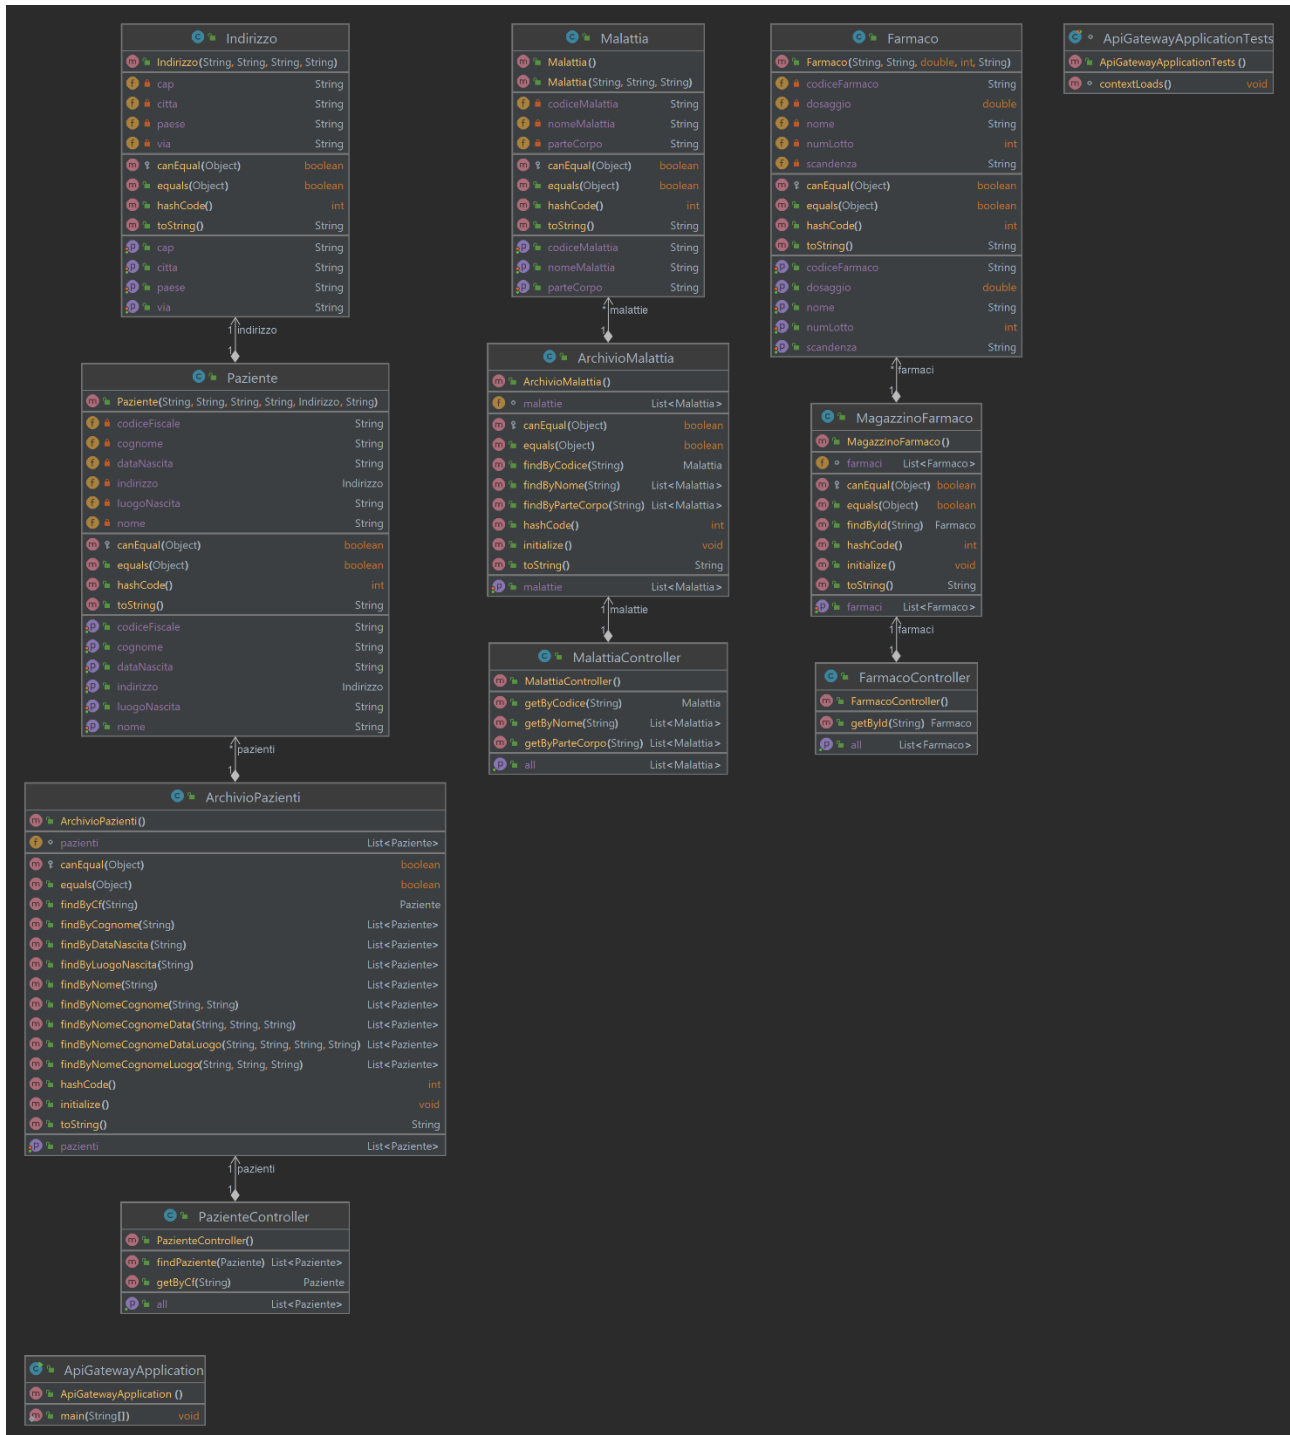 Indirizzo
Indirizzo(String, String, String, String)
cap String
citta String
paese String
via String
canEqual(Object) boolean
equals(Object) boolean
hashCode() int
toString() String
cap String
citta String
paese String
via String
1 indirizzo
1
Paziente
Paziente(String, String, String, String, Indirizzo, String)
codiceFiscale String
cognome String
dataNascita String
indirizzo Indirizzo
luogoNascita String
nome String
canEqual(Object) boolean
equals(Object) boolean
hashCode() int
toString() String
codiceFiscale String
cognome String
dataNascita String
indirizzo Indirizzo
luogoNascita String
nome String
* pazienti
1
ArchivioPazienti
ArchivioPazienti()
pazienti List<Paziente>
canEqual(Object) boolean
equals(Object) boolean
findByCf(String) Paziente
findByCognome(String) List<Paziente>
findByDataNascita(String) List<Paziente>
findByLuogoNascita(String) List<Paziente>
findByNome(String) List<Paziente>
findByNomeCognome(String, String) List<Paziente>
findByNomeCognomeData(String, String, String) List<Paziente>
findByNomeCognomeDataLuogo(String, String, String, String) List<Paziente>
findByNomeCognomeLuogo(String, String, String) List<Paziente>
hashCode() int
initialize() void
toString() String
pazienti List<Paziente>
1 pazienti
1
PazienteController
PazienteController()
findPaziente(Paziente) List<Paziente>
getByCf(String) Paziente
all List<Paziente>
ApiGatewayApplication
ApiGatewayApplication ()
main(String[]) void
Malattia
Malattia()
Malattia(String, String, String)
codiceMalattia String
nomeMalattia String
parteCorpo String
canEqual(Object) boolean
equals(Object) boolean
hashCode() int
toString() String
codiceMalattia String
nomeMalattia String
parteCorpo String
* malattie
1
ArchivioMalattia
ArchivioMalattia()
malattie List<Malattia>
canEqual(Object) boolean
equals(Object) boolean
findByCodice(String) Malattia
findByNome(String) List<Malattia>
findByParteCorpo(String) List<Malattia>
hashCode() int
initialize() void
toString() String
malattie List<Malattia>
1 malattie
1
MalattiaController
MalattiaController()
getByCodice(String) Malattia
getByNome(String) List<Malattia>
getByParteCorpo(String) List<Malattia>
all List<Malattia>
Farmaco
Farmaco(String, String, double, int, String)
codiceFarmaco String
dosaggio double
nome String
numLotto int
scandenza String
canEqual(Object) boolean
equals(Object) boolean
hashCode() int
toString() String
codiceFarmaco String
dosaggio double
nome String
numLotto int
scandenza String
* farmaci
1
MagazzinoFarmaco
MagazzinoFarmaco()
farmaci List<Farmaco>
canEqual(Object) boolean
equals(Object) boolean
findById(String) Farmaco
hashCode() int
initialize() void
toString() String
farmaci List<Farmaco>
1 farmaci
1
FarmacoController
FarmacoController()
getById(String) Farmaco
all List<Farmaco>
ApiGatewayApplicationTests
ApiGatewayApplicationTests ()
contextLoads() void